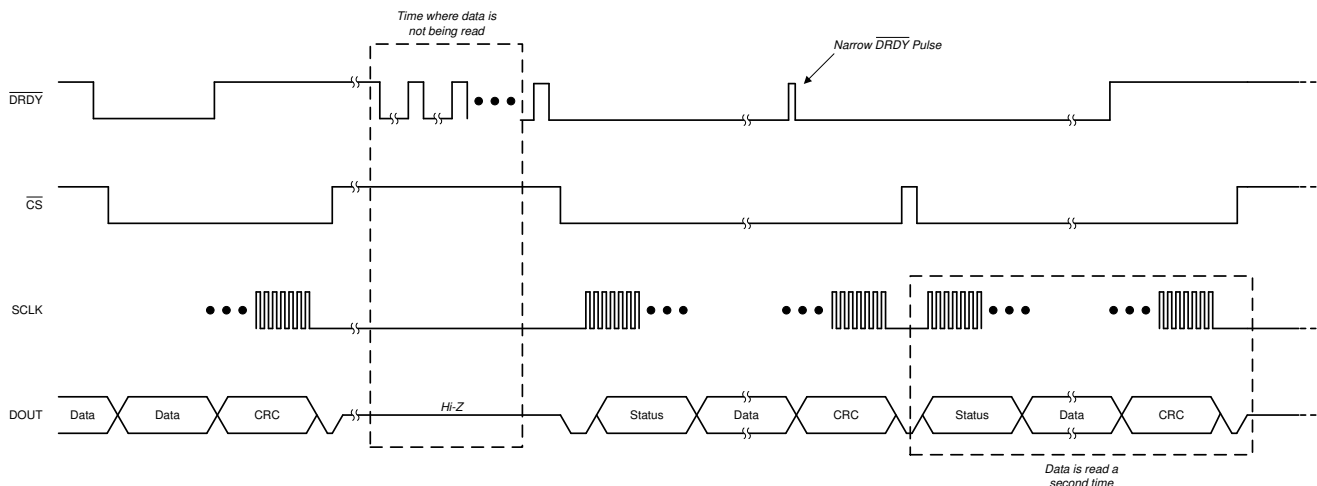 Time where data is
not being read
Narrow DRDY Pulse
DRDY
CS
SCLK
DOUT
Data
Data
CRC
Hi-Z
Status
Data
CRC
Status
Data
CRC
Data is read a
second time